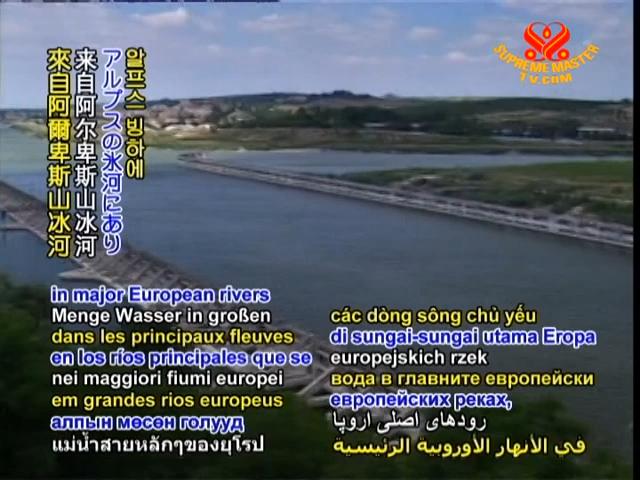 SUPREME MASTER
TV.COM
알프스 빙하에
アルプスの氷河にあり
来自阿尔卑斯山冰河
來自阿爾卑斯山冰河
in major European rivers
Menge Wasser in großen
dans les principaux fleuves
en los ríos principales que se
nei maggiori fiumi europei
em grandes rios europeus
алпын мөсөн голууд
แม่น้ำสายหลักๆของยุโรป
các dòng sông chủ yếu
di sungai-sungai utama Eropa
europejskich rzek
вода в главните европейски
европейских реках,
رودهای اصلی اروپا
في الأنهار الأوروبية الرئيسية